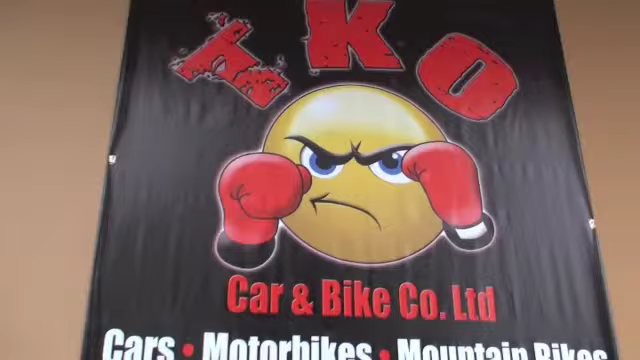 TKO
Car & Bike Co. Ltd
Cars • Motorbikes • Mountain Bikes